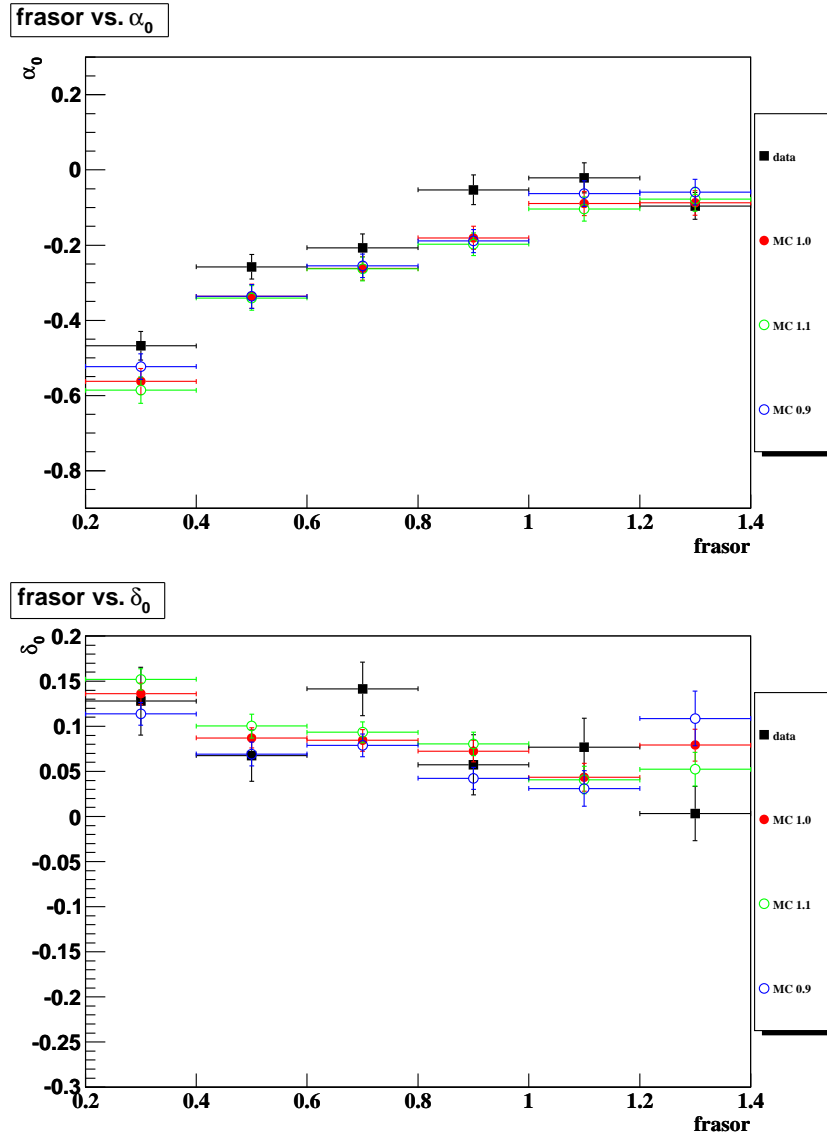 frasor vs. α₀
α₀
0.2
0
-0.2
-0.4
-0.6
-0.8
0.2 0.4 0.6 0.8 1 1.2 1.4
frasor
data
MC 1.0
MC 1.1
MC 0.9
frasor vs. δ₀
δ₀
0.2
0.15
0.1
0.05
0
-0.05
-0.1
-0.15
-0.2
-0.25
-0.3
0.2 0.4 0.6 0.8 1 1.2 1.4
frasor
data
MC 1.0
MC 1.1
MC 0.9